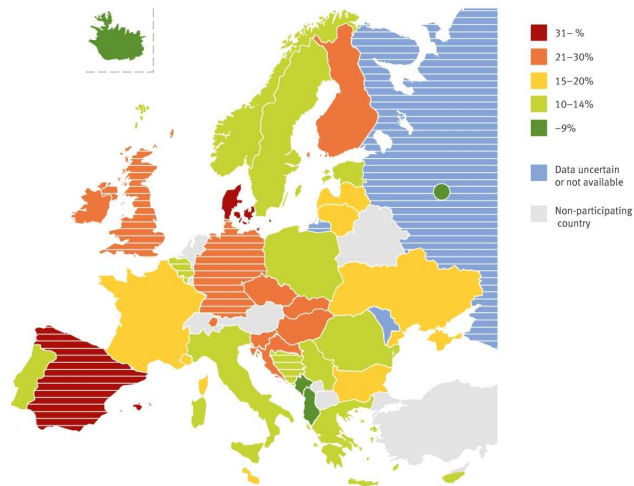 31– %
21–30%
15–20%
10–14%
–9%
Data uncertain
or not available
Non-participating
country